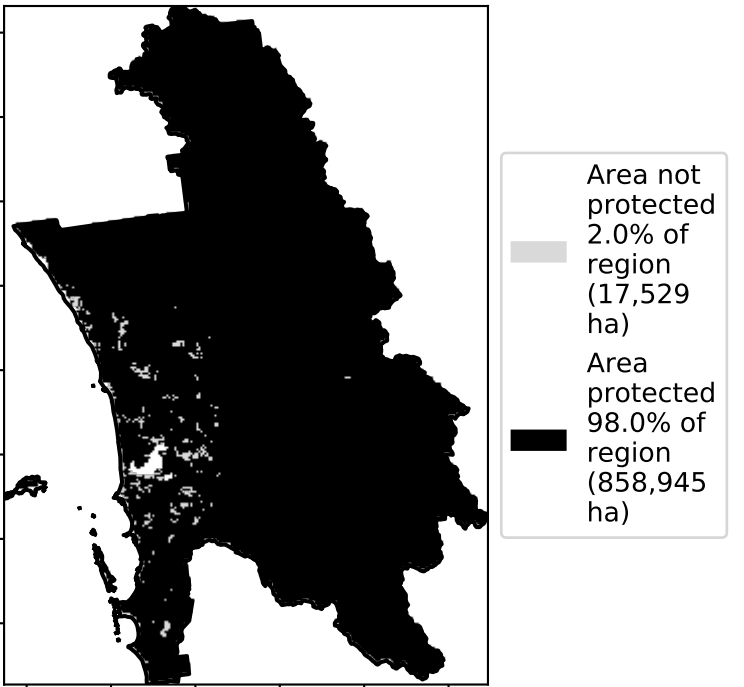 Area not
protected
2.0% of
region
(17,529
ha)
Area
protected
98.0% of
region
(858,945
ha)